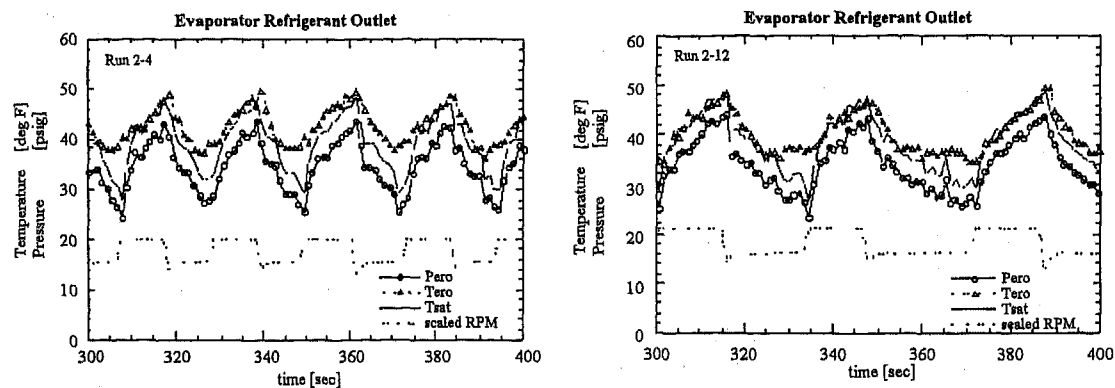 Evaporator Refrigerant Outlet
60
50
40
30
20
10
0
Temperature [deg F]
Pressure [psig]
Run 2-4
Pero
Tero
Tsat
scaled RPM
300 320 340 360 380 400
time [sec]
Evaporator Refrigerant Outlet
60
50
40
30
20
10
0
Temperature [deg F]
Pressure [psig]
Run 2-12
Pero
Tero
Tsat
scaled RPM
300 320 340 360 380 400
time [sec]